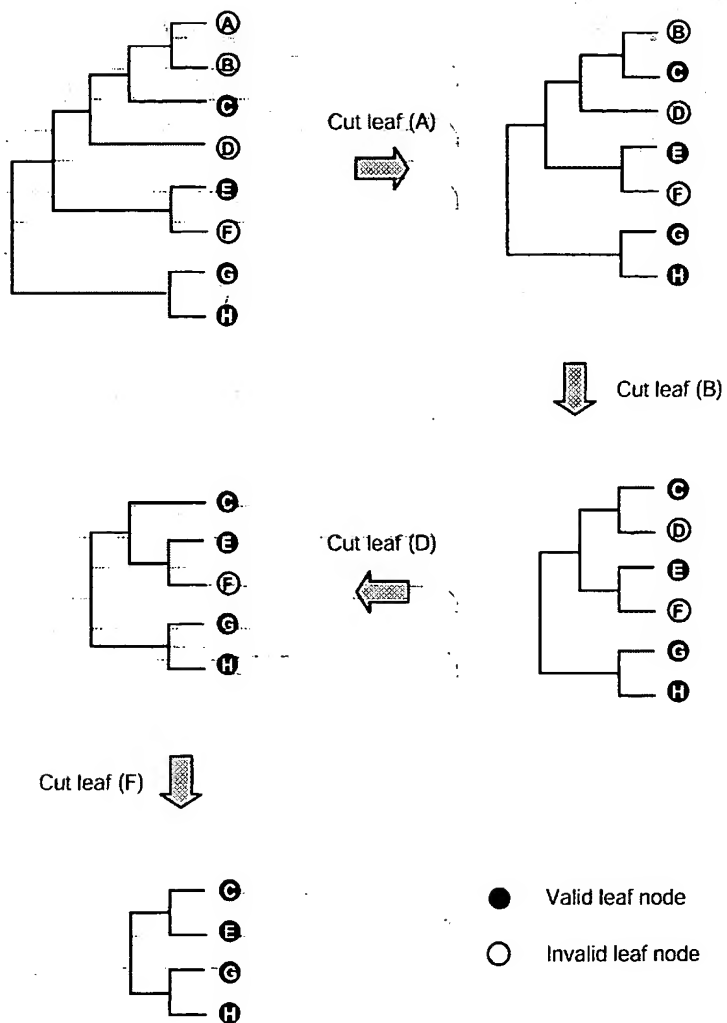 A
B
C
D
E
F
G
H
Cut leaf (A)
B
C
D
E
F
G
H
Cut leaf (B)
C
D
E
F
G
H
Cut leaf (D)
C
E
F
G
H
Cut leaf (F)
C
E
G
H
Valid leaf node
Invalid leaf node